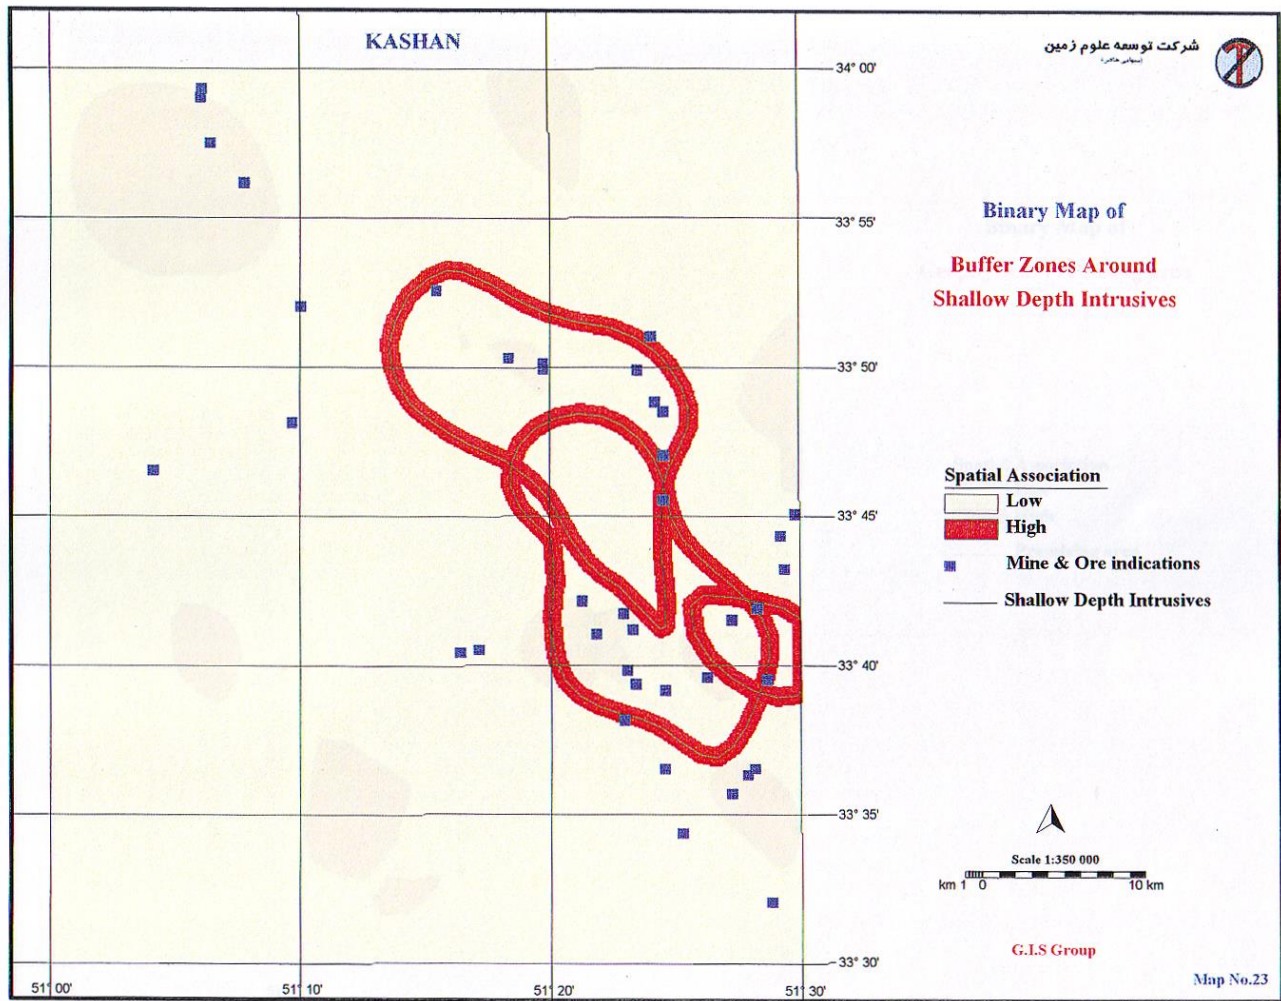 KASHAN
شرکت توسعه علوم زمین
34° 00'
33° 55'
33° 50'
33° 45'
33° 40'
33° 35'
33° 30'
51° 00'
51° 10'
51° 20'
51° 30'
Binary Map of
Buffer Zones Around
Shallow Depth Intrusives
Spatial Association
Low
High
Mine & Ore indications
Shallow Depth Intrusives
Scale 1:350 000
km 1 0 10 km
G.I.S Group
Map No.23